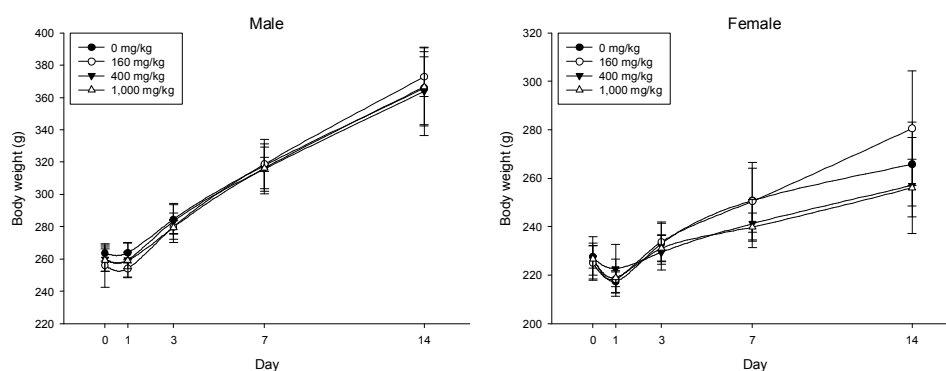 Male
0 mg/kg
160 mg/kg
400 mg/kg
1,000 mg/kg
Body weight (g)
400
380
360
340
320
300
280
260
240
220
0 1 3 7 14
Day
Female
0 mg/kg
160 mg/kg
400 mg/kg
1,000 mg/kg
Body weight (g)
320
300
280
260
240
220
200
0 1 3 7 14
Day